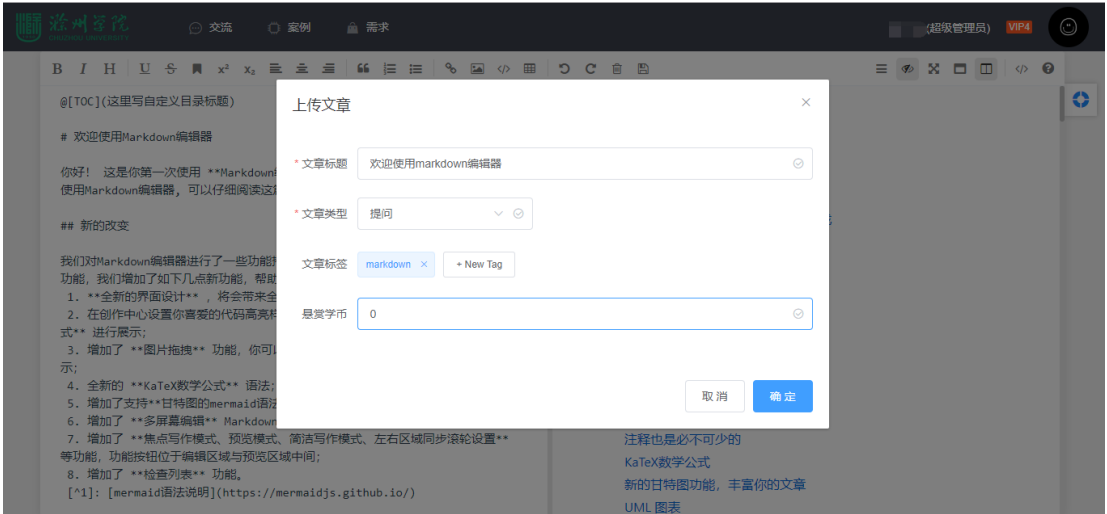 滁州学院
CHUZHOU UNIVERSITY
交流
案例
需求
(超级管理员)
VIP4
B I H U S x² x₂
@[TOC](这里写自定义目录标题)
# 欢迎使用Markdown编辑器
你好! 这是你第一次使用 **Markdown
使用Markdown编辑器, 可以仔细阅读这
## 新的改变
我们对Markdown编辑器进行了一些功能
功能,我们增加了如下几点新功能,帮助
1. **全新的界面设计** ,将会带来全
2. 在创作中心设置你喜爱的代码高亮样
式** 进行展示;
3. 增加了 **图片拖拽** 功能,你可
示;
4. 全新的 **KaTeX数学公式** 语法;
5. 增加了支持**甘特图的mermaid语法
6. 增加了 **多屏幕编辑** Markdown
7. 增加了 **焦点写作模式、预览模式、简洁写作模式、左右区域同步滚轮设置**
等功能,功能按钮位于编辑区域与预览区域中间;
8. 增加了 **检查列表** 功能。
[^1]: [mermaid语法说明](https://mermaidjs.github.io/)
上传文章
* 文章标题
欢迎使用markdown编辑器
* 文章类型
提问
文章标签
markdown ×
+ New Tag
悬赏学币
0
取消
确定
注释也是必不可少的
KaTeX数学公式
新的甘特图功能,丰富你的文章
UML 图表